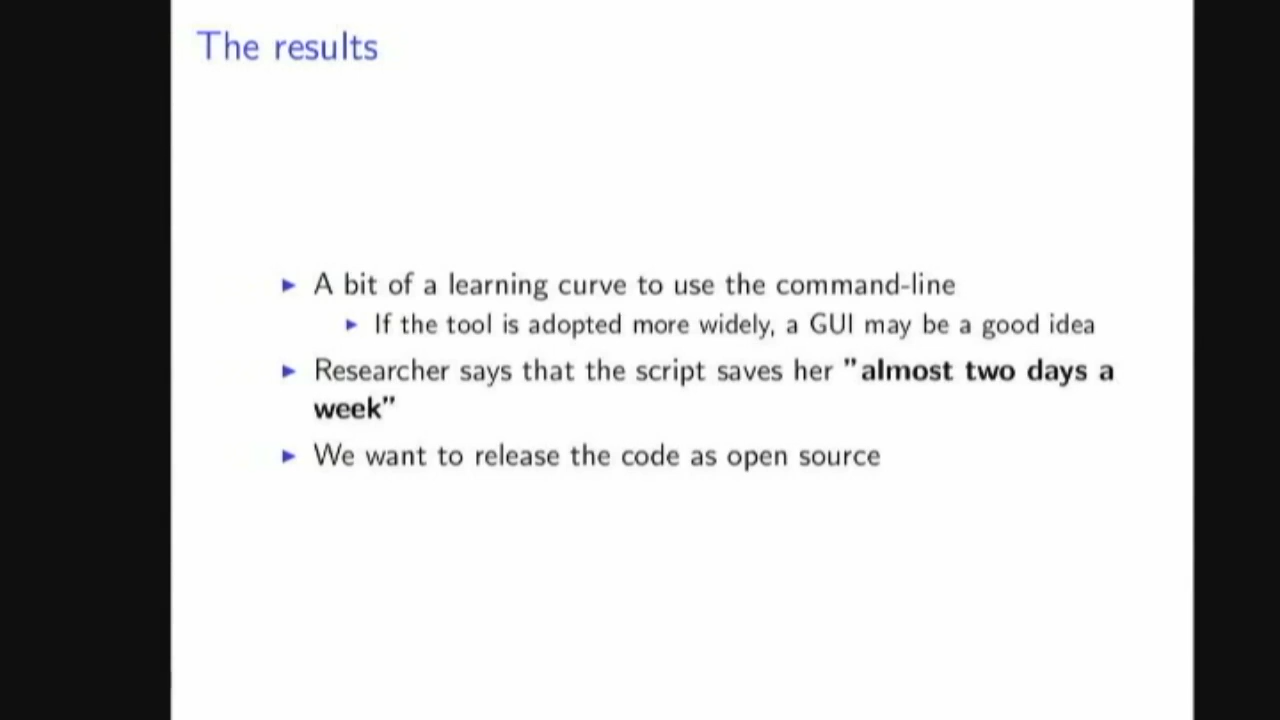 The results
▶ A bit of a learning curve to use the command-line
▶ If the tool is adopted more widely, a GUI may be a good idea
▶ Researcher says that the script saves her ”almost two days a
week”
▶ We want to release the code as open source